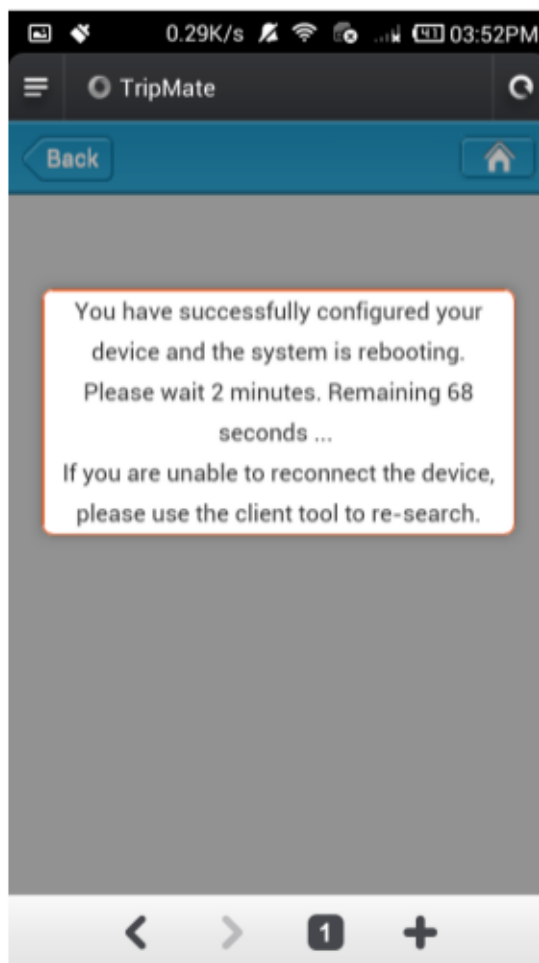 0.29K/s 41 03:52PM
TripMate
Back
You have successfully configured your
device and the system is rebooting.
Please wait 2 minutes. Remaining 68
seconds ...
If you are unable to reconnect the device,
please use the client tool to re-search.
1